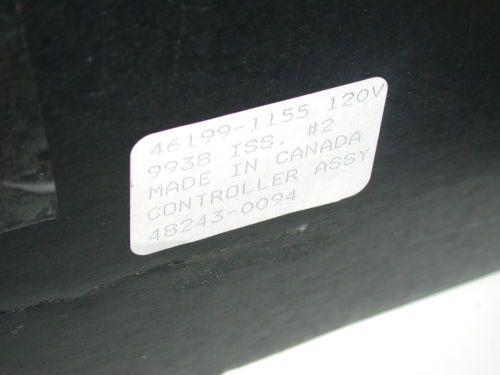 46199-1155 120V
9938 ISS. #2
MADE IN CANADA
CONTROLLER ASSY
48243-0094